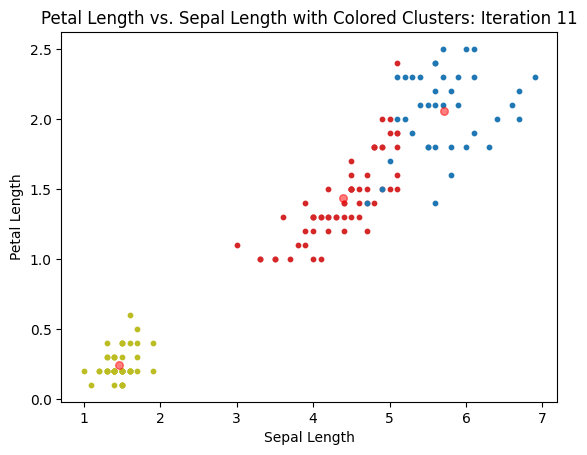 Petal Length vs. Sepal Length with Colored Clusters: Iteration 11
2.5
2.0
1.5
1.0
0.5
0.0
Petal Length
1 2 3 4 5 6 7
Sepal Length